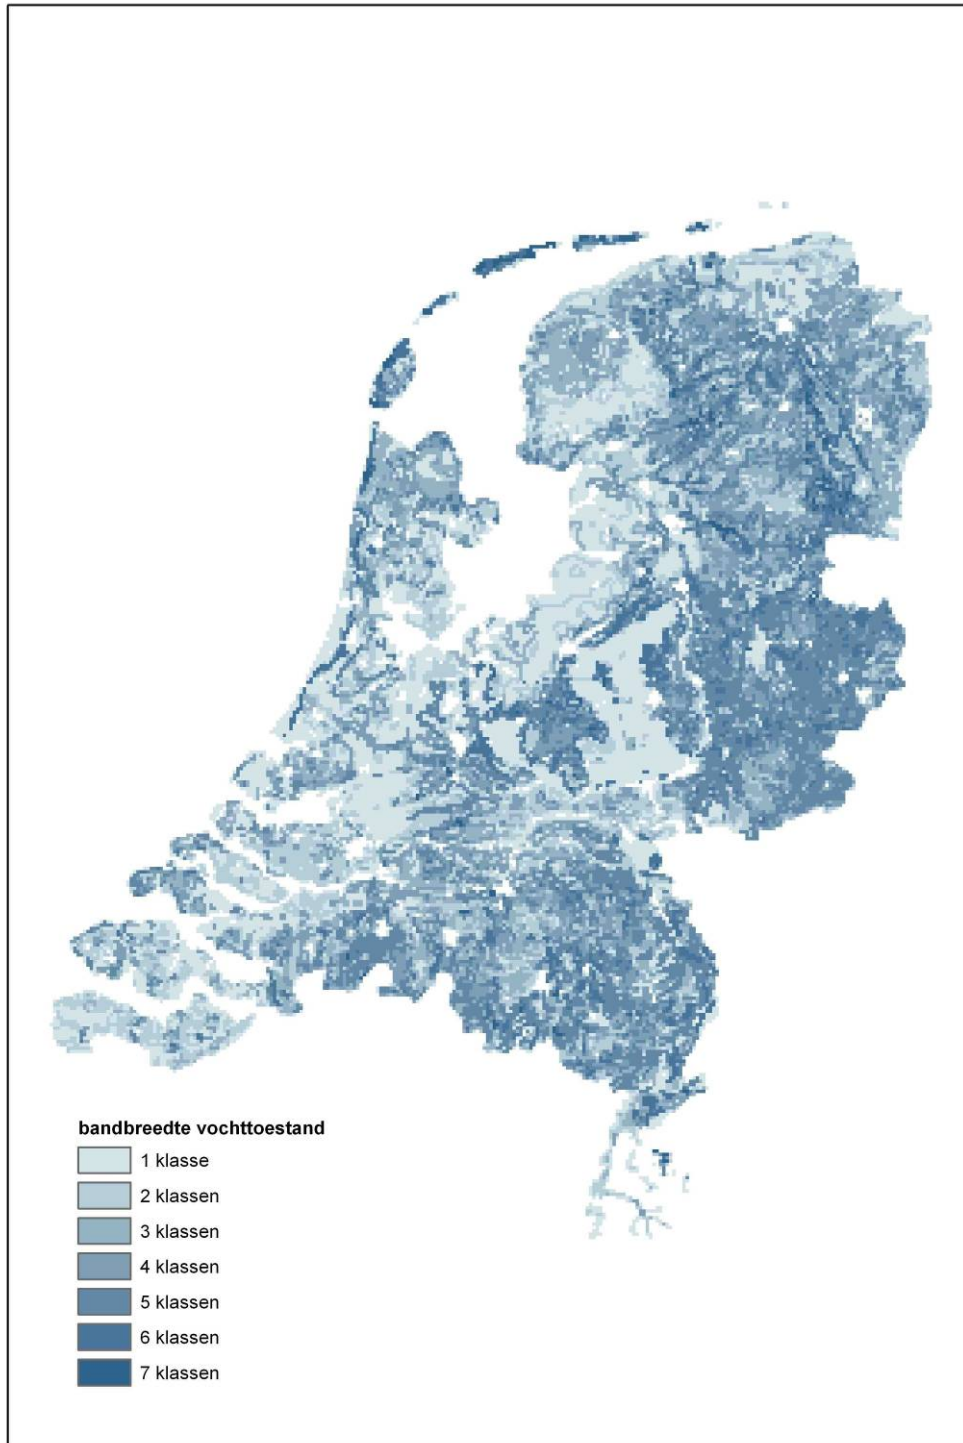 bandbreedte vochttoestand
1 klasse
2 klassen
3 klassen
4 klassen
5 klassen
6 klassen
7 klassen